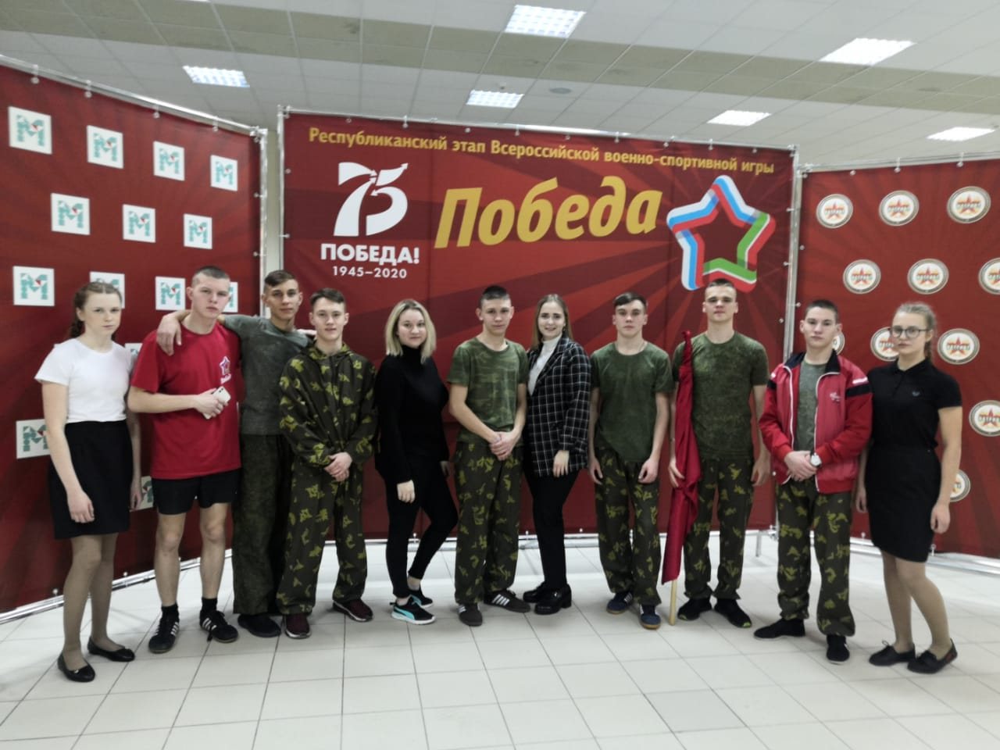 Республиканский этап Всероссийской военно-спортивной игры
75
Победа
ПОБЕДА!
1945–2020